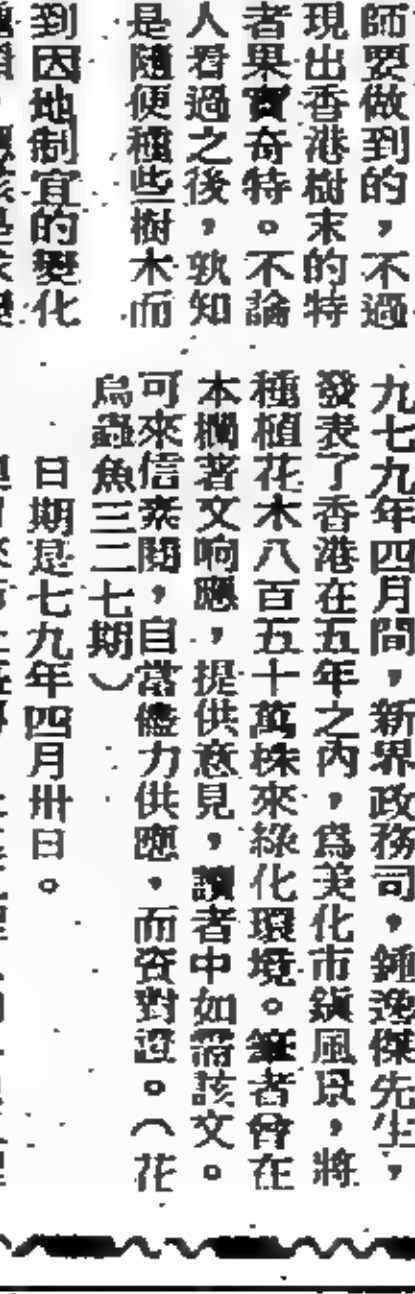 師要做到的，不過
現出香港樹末的特
者果實奇特。不論
人看過之後，孰知
是隨便種些樹木而
到因地制宜的變化
九七九年四月間，新界政務司，鍾逸傑先生，
發表了香港在五年之內，爲美化市鎮風景，將
種植花木八百五十萬株來綠化環境。筆者曾在
本欄著文响應，提供意見，讀者中如需該文。
可來信索閱，自當儘力供應，而資對證。（花
鳥蟲魚三二七期）
日期是七九年四月卅日。